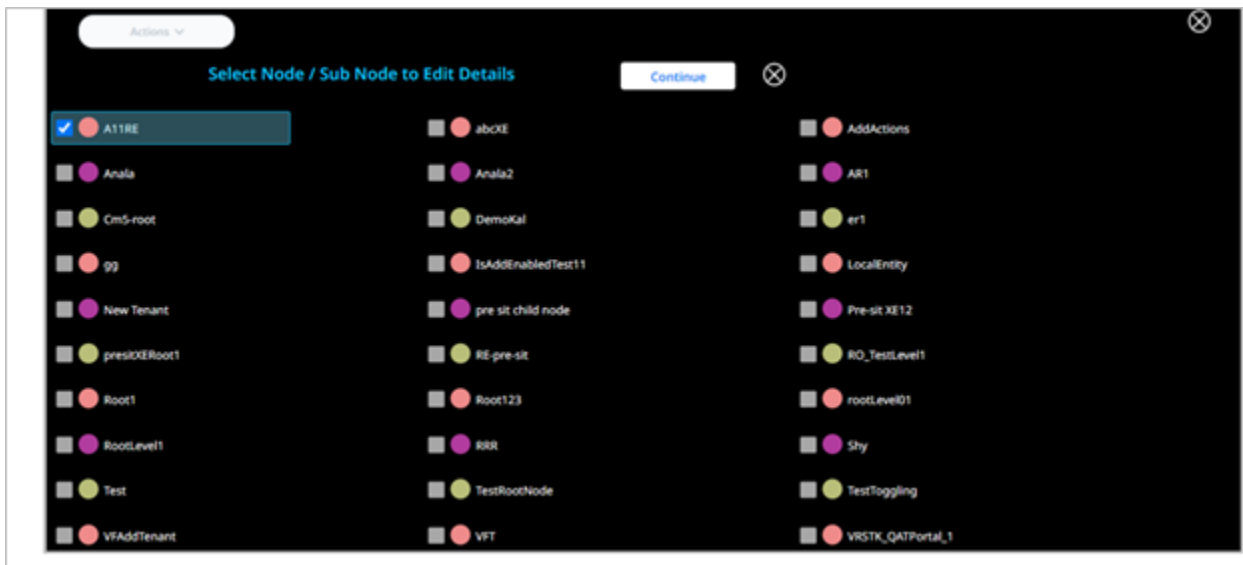 Actions
Select Node / Sub Node to Edit Details Continue
A11RE abcXE AddActions
Anala Anala2 AR1
Cm5-root DemoKal er1
gg IsAddEnabledTest11 LocalEntity
New Tenant pre sit child node Pre-sit XE12
presitXERoot1 RE-pre-sit RO_TestLevel1
Root1 Root123 rootLevel01
RootLevel1 RRR Shy
Test TestRootNode TestToggling
VFAddTenant VFT VRSTK_QATPortal_1